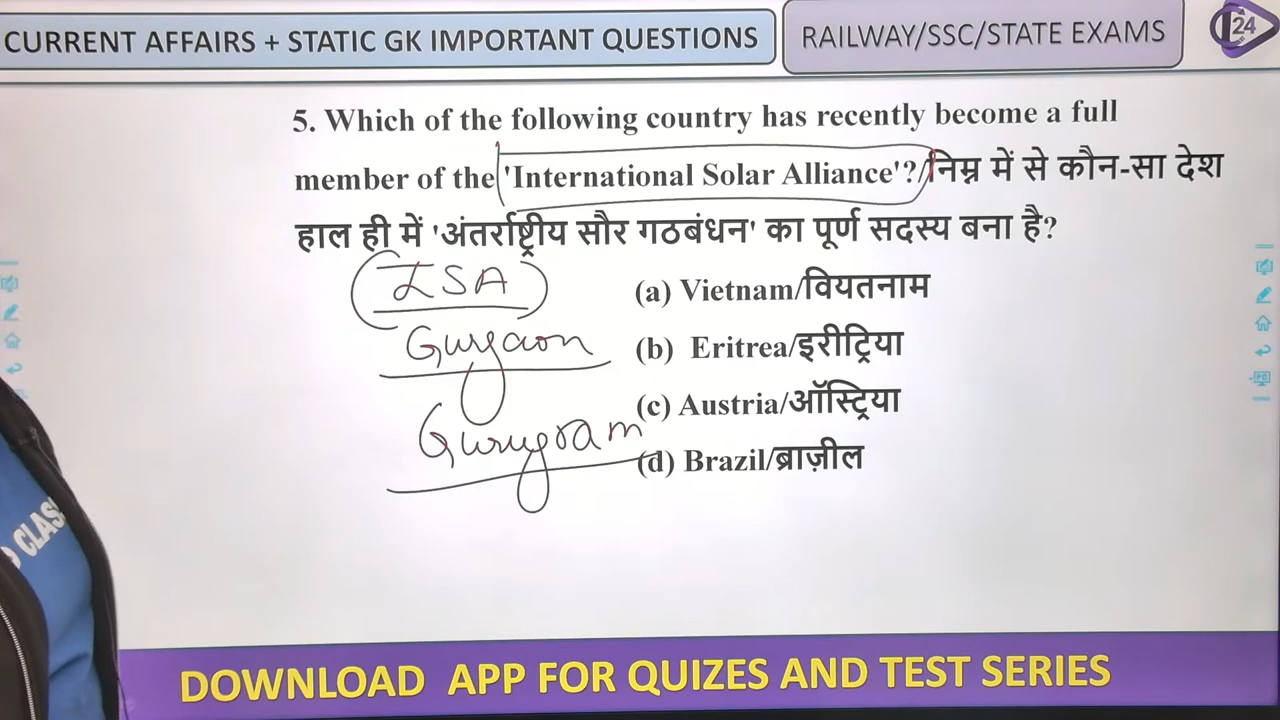 CURRENT AFFAIRS + STATIC GK IMPORTANT QUESTIONS
RAILWAY/SSC/STATE EXAMS
24
5. Which of the following country has recently become a full
member of the 'International Solar Alliance'?/निम्न में से कौन-सा देश
हाल ही में 'अंतर्राष्ट्रीय सौर गठबंधन' का पूर्ण सदस्य बना है?
ISA
(a) Vietnam/वियतनाम
Gurgaon
(b) Eritrea/इरीट्रिया
(c) Austria/ऑस्ट्रिया
Gurugram
(d) Brazil/ब्राज़ील
CLAS
DOWNLOAD APP FOR QUIZES AND TEST SERIES